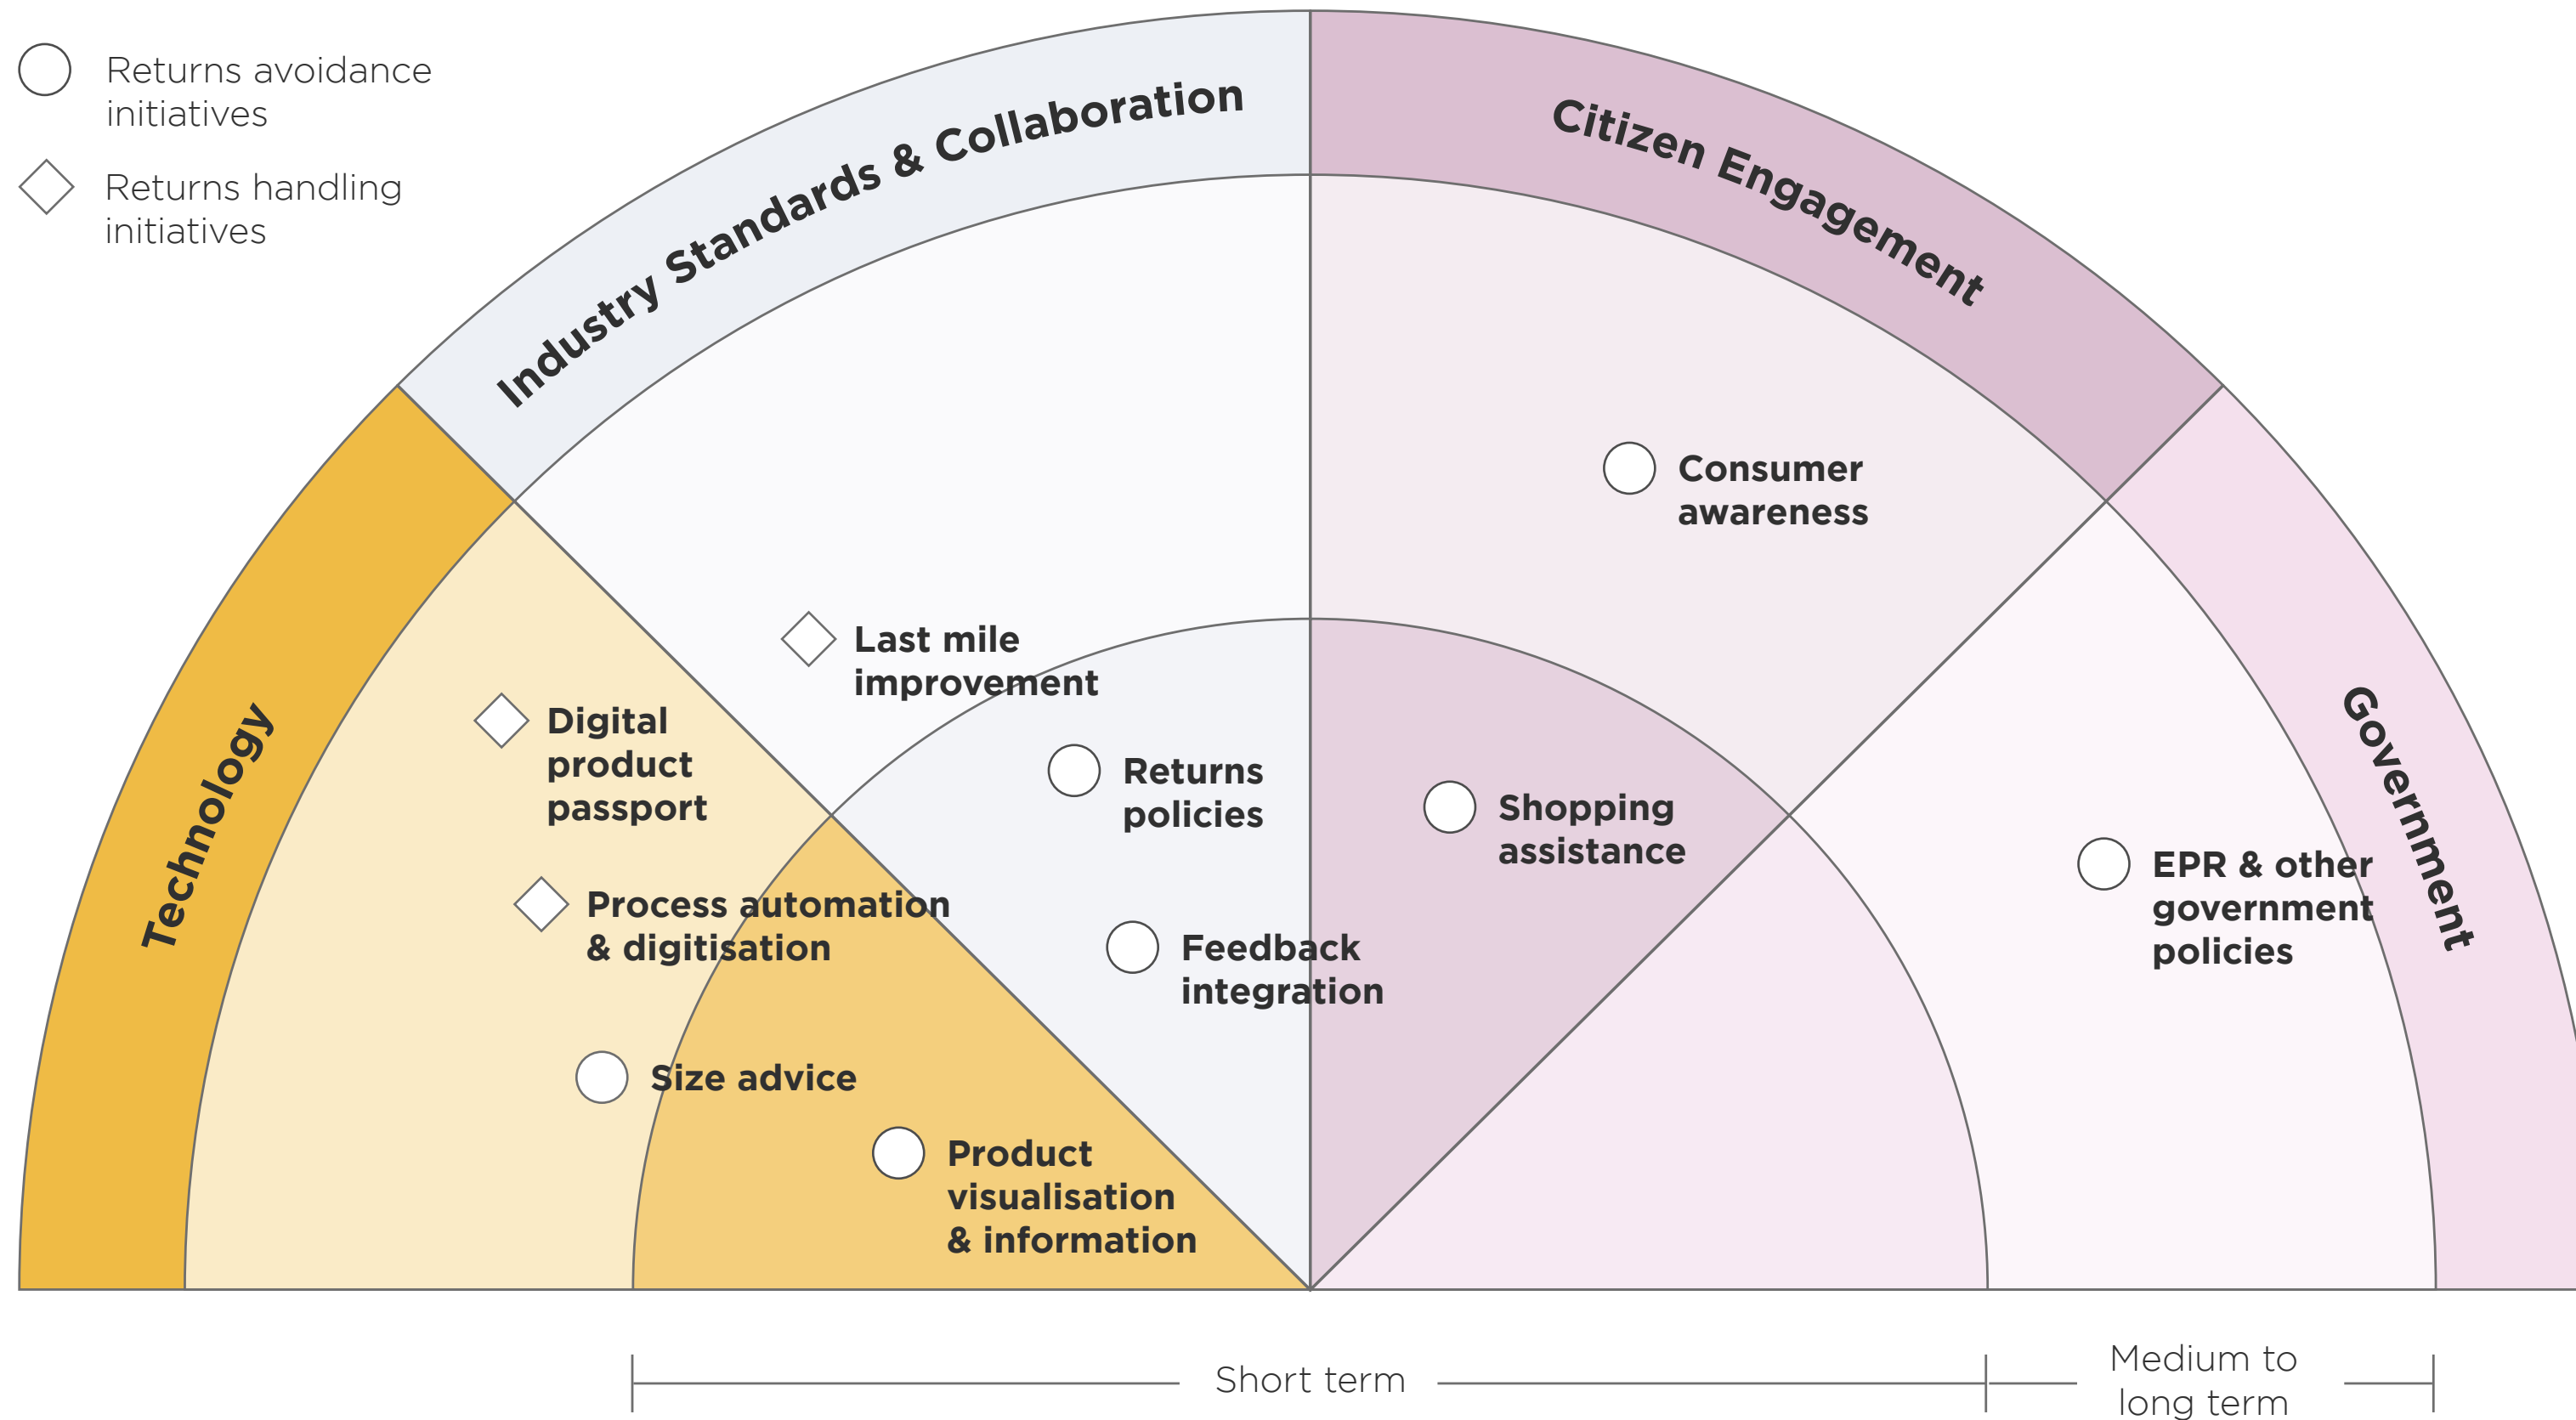 Returns avoidance
initiatives
Returns handling
initiatives
Industry Standards & Collaboration
Citizen Engagement
Technology
Government
Consumer
awareness
Last mile
improvement
Digital
product
passport
Returns
policies
Shopping
assistance
EPR & other
government
policies
Process automation
& digitisation
Feedback
integration
Size advice
Product
visualisation
& information
Short term
Medium to
long term